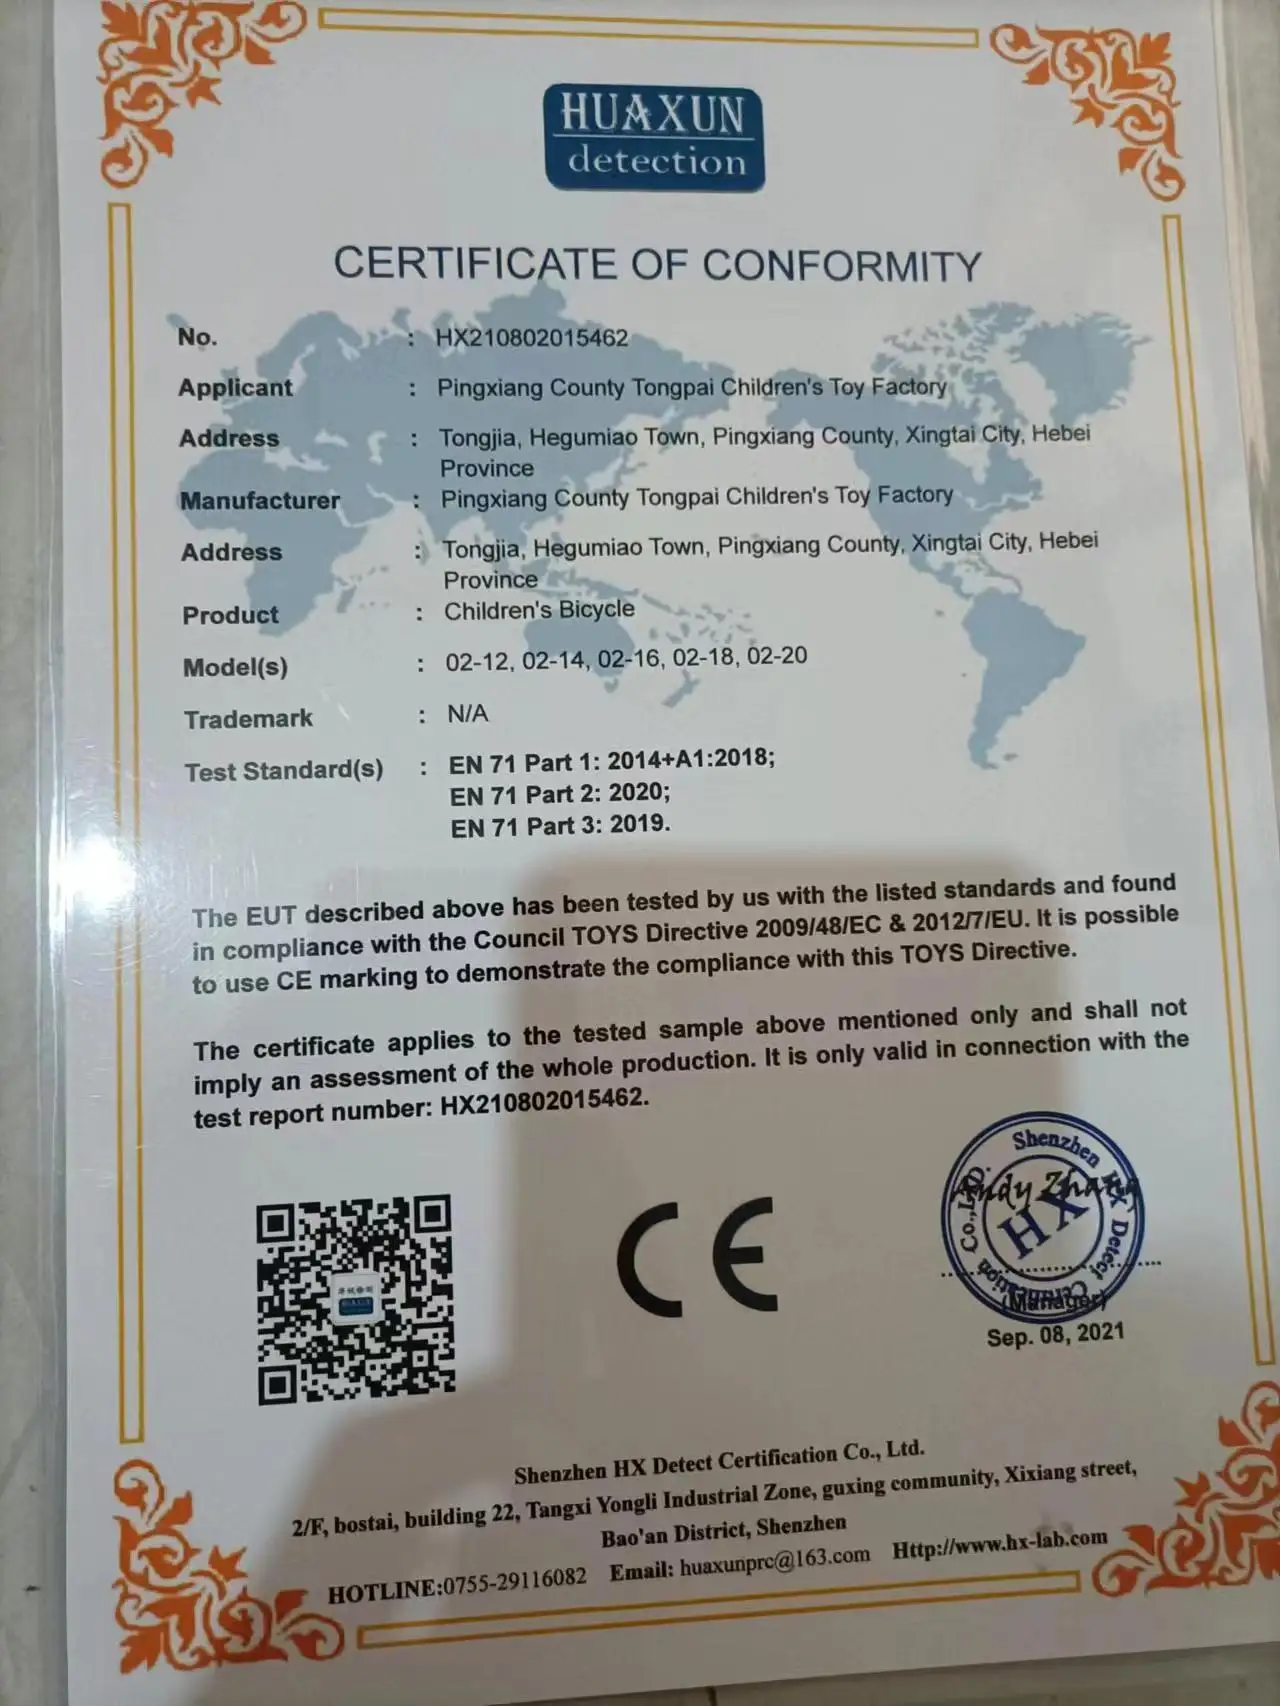 HUAXUN
detection
CERTIFICATE OF CONFORMITY
No. : HX210802015462
Applicant : Pingxiang County Tongpai Children's Toy Factory
Address : Tongjia, Hegumiao Town, Pingxiang County, Xingtai City, Hebei
Province
Manufacturer : Pingxiang County Tongpai Children's Toy Factory
Address : Tongjia, Hegumiao Town, Pingxiang County, Xingtai City, Hebei
Province
Product : Children's Bicycle
Model(s) : 02-12, 02-14, 02-16, 02-18, 02-20
Trademark : N/A
Test Standard(s) : EN 71 Part 1: 2014+A1:2018;
EN 71 Part 2: 2020;
EN 71 Part 3: 2019.
The EUT described above has been tested by us with the listed standards and found
in compliance with the Council TOYS Directive 2009/48/EC & 2012/7/EU. It is possible
to use CE marking to demonstrate the compliance with this TOYS Directive.
The certificate applies to the tested sample above mentioned only and shall not
imply an assessment of the whole production. It is only valid in connection with the
test report number: HX210802015462.
CE
Shenzhen HX Detect Certification Co.,LTD.
HX
Andy Zhang
(Manager)
Sep. 08, 2021
Shenzhen HX Detect Certification Co., Ltd.
2/F, bostai, building 22, Tangxi Yongli Industrial Zone, guxing community, Xixiang street,
Bao'an District, Shenzhen
HOTLINE:0755-29116082 Email: huaxunprc@163.com Http://www.hx-lab.com